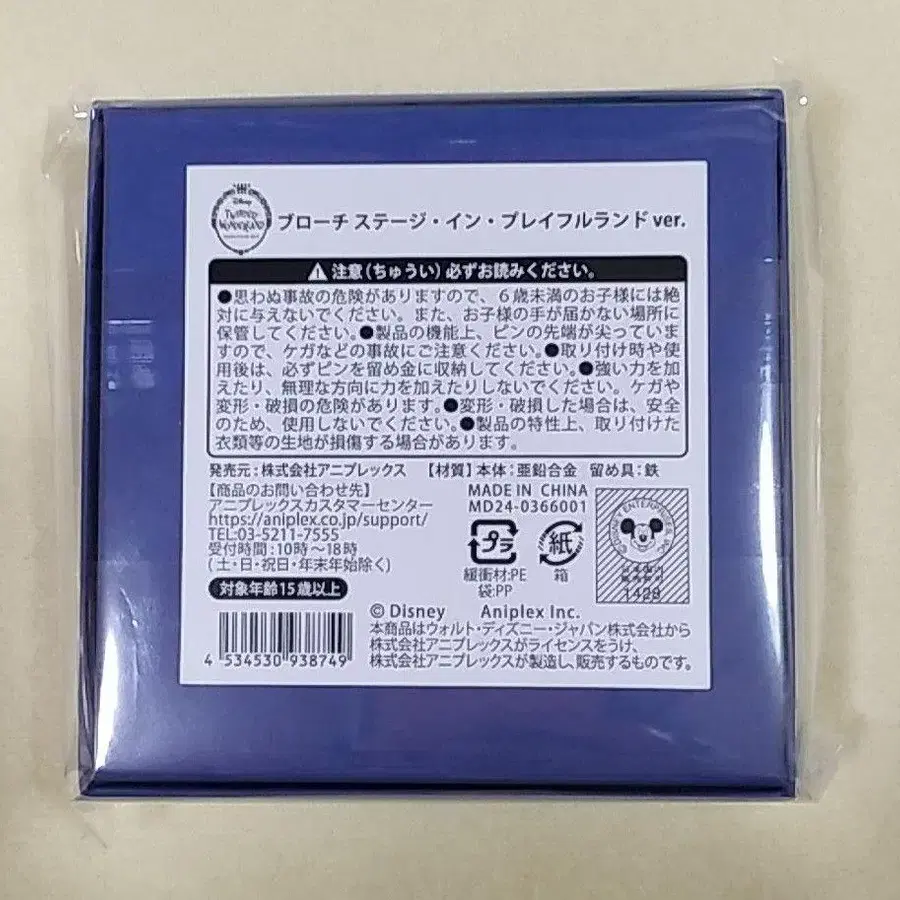 Disney
TWISTED
WONDERLAND
ブローチ ステージ・イン・プレイフルランド ver.
注意（ちゅうい）必ずお読みください。
●思わぬ事故の危険がありますので、6歳未満のお子様には絶
対に与えないでください。また、お子様の手が届かない場所に
保管してください。●製品の機能上、ピンの先端が尖っていま
すので、ケガなどの事故にご注意ください。●取り付け時や使
用後は、必ずピンを留め金に収納してください。●強い力を加
えたり、無理な方向に力を加えたりしないでください。ケガや
変形・破損の危険があります。●変形・破損した場合は、安全
のため、使用しないでください。●製品の特性上、取り付けた
衣類等の生地が損傷する場合があります。
発売元：株式会社アニプレックス 【材質】本体：亜鉛合金 留め具：鉄
【商品のお問い合わせ先】
アニプレックスカスタマーセンター
https://aniplex.co.jp/support/
TEL:03-5211-7555
受付時間：10時〜18時
(土・日・祝日・年末年始除く)
対象年齢15歳以上
MADE IN CHINA
MD24-0366001
プラ
紙
緩衝材:PE
袋:PP
箱
1429
4 534530 938749
© Disney Aniplex Inc.
本商品はウォルト・ディズニー・ジャパン株式会社から
株式会社アニプレックスがライセンスをうけ、
株式会社アニプレックスが製造し、販売するものです。